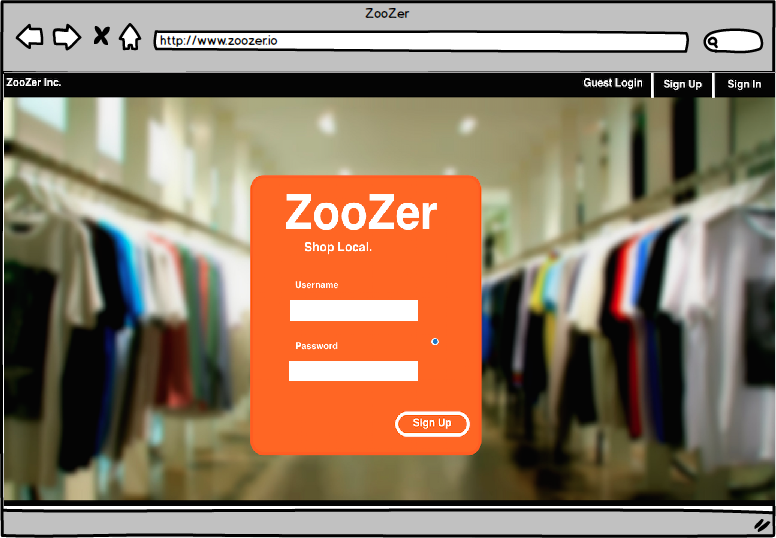 ZooZer
http://www.zoozer.io
ZooZer Inc.
Guest Login
Sign Up
Sign In
ZooZer
Shop Local.
Username
Password
Sign Up